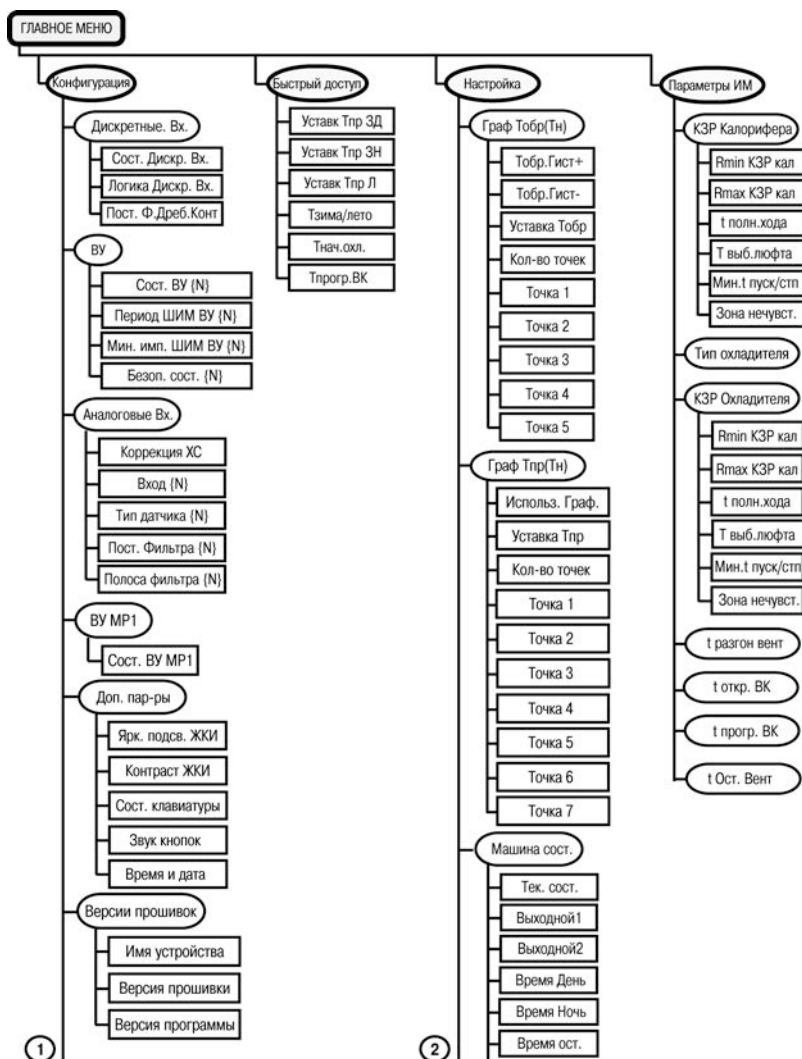 ГЛАВНОЕ МЕНЮ
Конфигурация
Дискретные. Вх.
Сост. Дискр. Вх.
Логика Дискр. Вх.
Пост. Ф.Дреб.Конт
ВУ
Сост. ВУ {N}
Период ШИМ ВУ {N}
Мин. имп. ШИМ ВУ {N}
Безоп. сост. {N}
Аналоговые Вх.
Коррекция ХС
Вход {N}
Тип датчика {N}
Пост. Фильтра {N}
Полоса фильтра {N}
ВУ МР1
Сост. ВУ МР1
Доп. пар-ры
Ярк. подсв. ЖКИ
Контраст ЖКИ
Сост. клавиатуры
Звук кнопок
Время и дата
Версии прошивок
Имя устройства
Версия прошивки
Версия программы
1
Быстрый доступ
Уставк Тпр ЗД
Уставк Тпр ЗН
Уставк Тпр Л
Тзима/лето
Тнач.охл.
Тпрогр.ВК
Настройка
Граф Тобр(Тн)
Тобр.Гист+
Тобр.Гист-
Уставка Тобр
Кол-во точек
Точка 1
Точка 2
Точка 3
Точка 4
Точка 5
Граф Тпр(Тн)
Использ. Граф.
Уставка Тпр
Кол-во точек
Точка 1
Точка 2
Точка 3
Точка 4
Точка 5
Точка 6
Точка 7
Машина сост.
Тек. сост.
Выходной1
Выходной2
Время День
Время Ночь
Время ост.
2
Параметры ИМ
КЗР Калорифера
Rmin КЗР кал
Rmax КЗР кал
t полн.хода
Т выб.люфта
Мин.t пуск/стп
Зона нечувст.
Тип охладителя
КЗР Охладителя
Rmin КЗР кал
Rmax КЗР кал
t полн.хода
Т выб.люфта
Мин.t пуск/стп
Зона нечувст.
t разгон вент
t откр. ВК
t прогр. ВК
t Ост. Вент